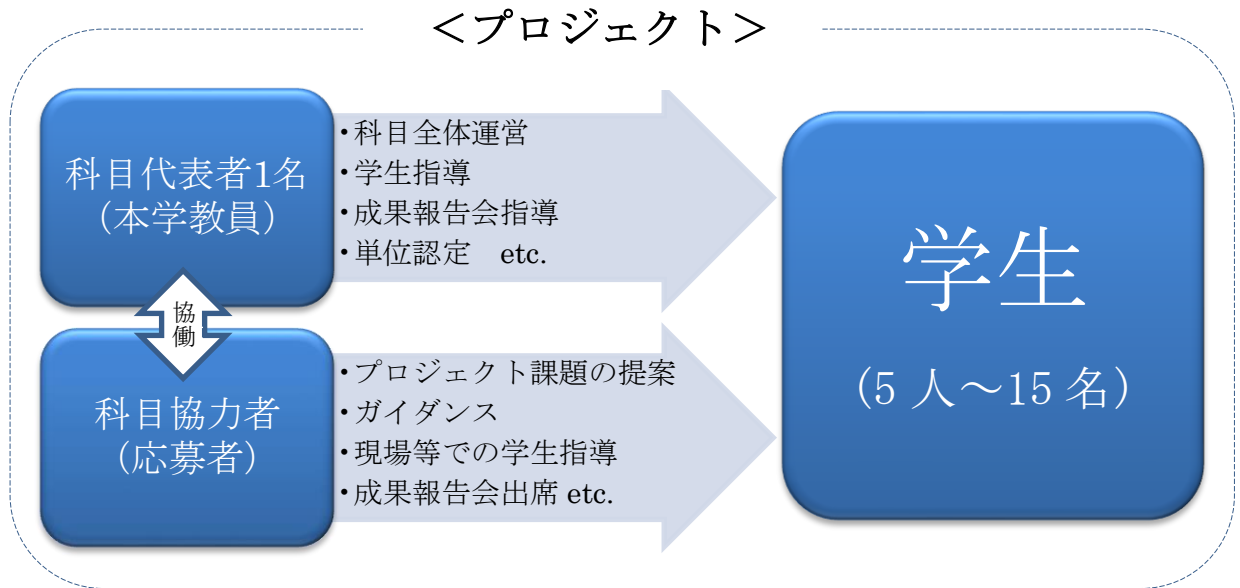 ＜プロジェクト＞
科目代表者1名
（本学教員）
・科目全体運営
・学生指導
・成果報告会指導
・単位認定　etc.
協
働
科目協力者
（応募者）
・プロジェクト課題の提案
・ガイダンス
・現場等での学生指導
・成果報告会出席 etc.
学生
（5 人～15 名）